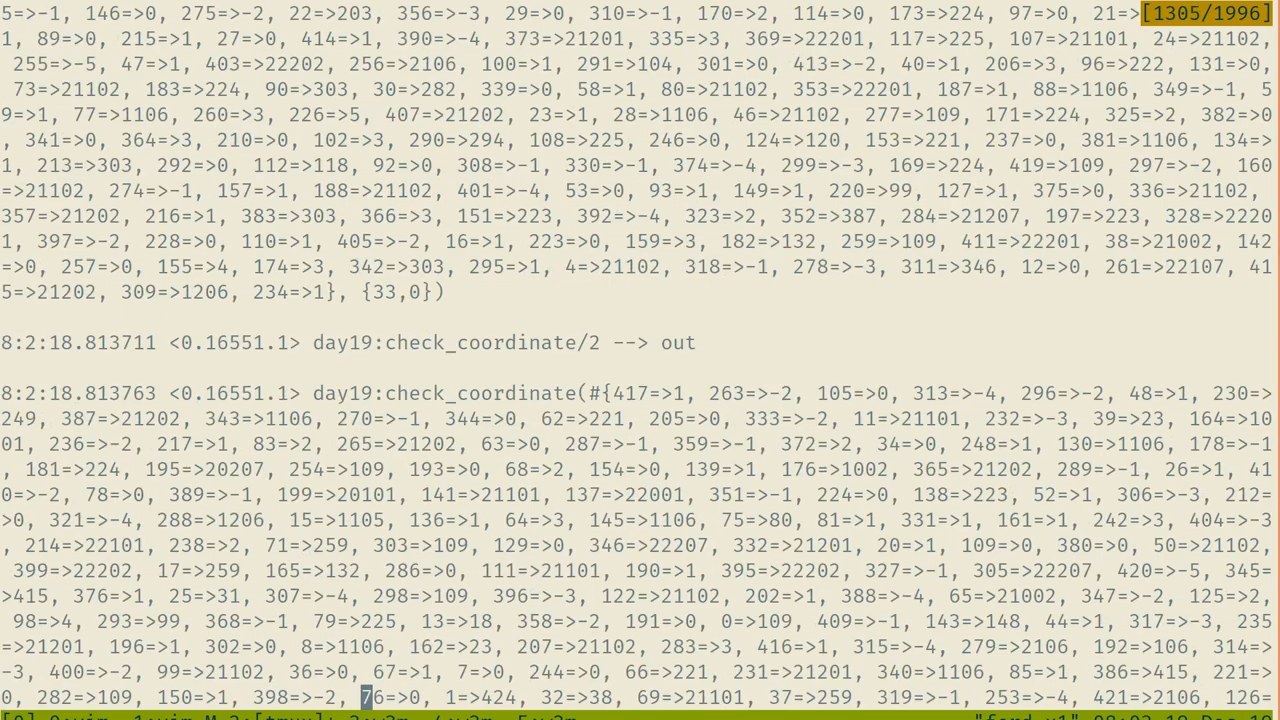 5=>-1, 146=>0, 275=>-2, 22=>203, 356=>-3, 29=>0, 310=>-1, 170=>2, 114=>0, 173=>224, 97=>0, 21=>[1305/1996]
1, 89=>0, 215=>1, 27=>0, 414=>1, 390=>-4, 373=>21201, 335=>3, 369=>22201, 117=>225, 107=>21101, 24=>21102,
255=>-5, 47=>1, 403=>22202, 256=>2106, 100=>1, 291=>104, 301=>0, 413=>-2, 40=>1, 206=>3, 96=>222, 131=>0,
73=>21102, 183=>224, 90=>303, 30=>282, 339=>0, 58=>1, 80=>21102, 353=>22201, 187=>1, 88=>1106, 349=>-1, 5
9=>1, 77=>1106, 260=>3, 226=>5, 407=>21202, 23=>1, 28=>1106, 46=>21102, 277=>109, 171=>224, 325=>2, 382=>0
, 341=>0, 364=>3, 210=>0, 102=>3, 290=>294, 108=>225, 246=>0, 124=>120, 153=>221, 237=>0, 381=>1106, 134=>
1, 213=>303, 292=>0, 112=>118, 92=>0, 308=>-1, 330=>-1, 374=>-4, 299=>-3, 169=>224, 419=>109, 297=>-2, 160
=>21102, 274=>-1, 157=>1, 188=>21102, 401=>-4, 53=>0, 93=>1, 149=>1, 220=>99, 127=>1, 375=>0, 336=>21102,
357=>21202, 216=>1, 383=>303, 366=>3, 151=>223, 392=>-4, 323=>2, 352=>387, 284=>21207, 197=>223, 328=>2220
1, 397=>-2, 228=>0, 110=>1, 405=>-2, 16=>1, 223=>0, 159=>3, 182=>132, 259=>109, 411=>22201, 38=>21002, 142
=>0, 257=>0, 155=>4, 174=>3, 342=>303, 295=>1, 4=>21102, 318=>-1, 278=>-3, 311=>346, 12=>0, 261=>22107, 41
5=>21202, 309=>1206, 234=>1}, {33,0})
8:2:18.813711 <0.16551.1> day19:check_coordinate/2 --> out
8:2:18.813763 <0.16551.1> day19:check_coordinate(#{417=>1, 263=>-2, 105=>0, 313=>-4, 296=>-2, 48=>1, 230=>
249, 387=>21202, 343=>1106, 270=>-1, 344=>0, 62=>221, 205=>0, 333=>-2, 11=>21101, 232=>-3, 39=>23, 164=>10
01, 236=>-2, 217=>1, 83=>2, 265=>21202, 63=>0, 287=>-1, 359=>-1, 372=>2, 34=>0, 248=>1, 130=>1106, 178=>-1
, 181=>224, 195=>20207, 254=>109, 193=>0, 68=>2, 154=>0, 139=>1, 176=>1002, 365=>21202, 289=>-1, 26=>1, 41
0=>-2, 78=>0, 389=>-1, 199=>20101, 141=>21101, 137=>22001, 351=>-1, 224=>0, 138=>223, 52=>1, 306=>-3, 212=
>0, 321=>-4, 288=>1206, 15=>1105, 136=>1, 64=>3, 145=>1106, 75=>80, 81=>1, 331=>1, 161=>1, 242=>3, 404=>-3
, 214=>22101, 238=>2, 71=>259, 303=>109, 129=>0, 346=>22207, 332=>21201, 20=>1, 109=>0, 380=>0, 50=>21102,
399=>22202, 17=>259, 165=>132, 286=>0, 111=>21101, 190=>1, 395=>22202, 327=>-1, 305=>22207, 420=>-5, 345=
>415, 376=>1, 25=>31, 307=>-4, 298=>109, 396=>-3, 122=>21102, 202=>1, 388=>-4, 65=>21002, 347=>-2, 125=>2,
98=>4, 293=>99, 368=>-1, 79=>225, 13=>18, 358=>-2, 191=>0, 0=>109, 409=>-1, 143=>148, 44=>1, 317=>-3, 235
=>21201, 196=>1, 302=>0, 8=>1106, 162=>23, 207=>21102, 283=>3, 416=>1, 315=>-4, 279=>2106, 192=>106, 314=>
-3, 400=>-2, 99=>21102, 36=>0, 67=>1, 7=>0, 244=>0, 66=>221, 231=>21201, 340=>1106, 85=>1, 386=>415, 221=>
0, 282=>109, 150=>1, 398=>-2, 76=>0, 1=>424, 32=>38, 69=>21101, 37=>259, 319=>-1, 253=>-4, 421=>2106, 126=